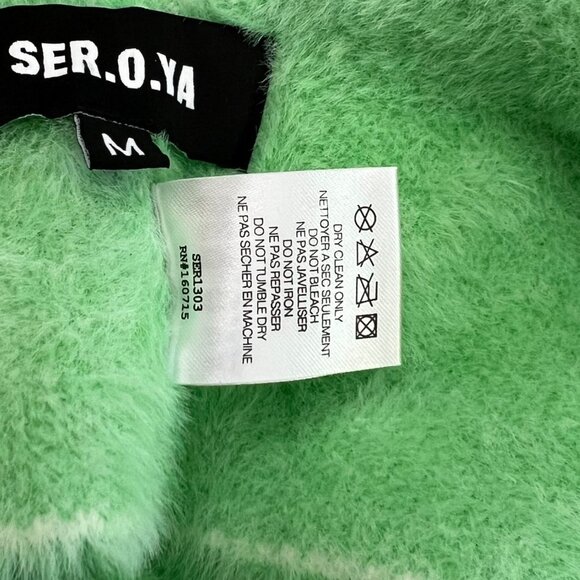 SER.O.YA
M
DRY CLEAN ONLY
NETTOYER A SEC SEULEMENT
DO NOT BLEACH
NE PAS JAVELLISER
DO NOT IRON
NE PAS REPASSER
DO NOT TUMBLE DRY
NE PAS SECHER EN MACHINE
SER1303
RN#160715